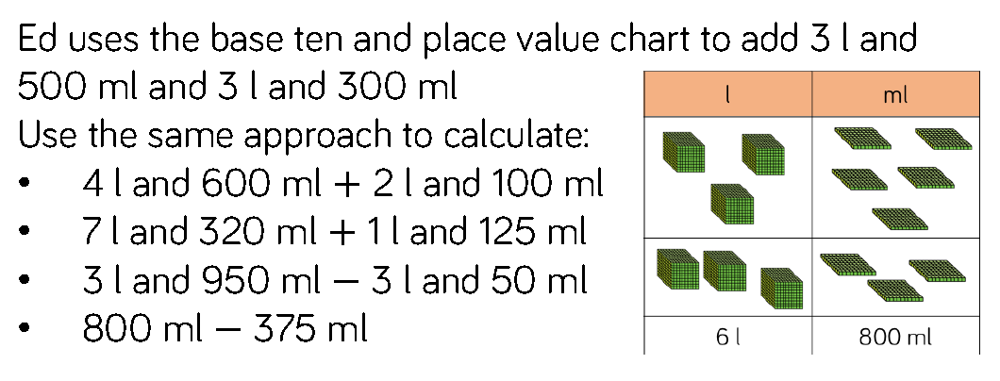 Ed uses the base ten and place value chart to add 3 l and
500 ml and 3 l and 300 ml
Use the same approach to calculate:
• 4 l and 600 ml + 2 l and 100 ml
• 7 l and 320 ml + 1 l and 125 ml
• 3 l and 950 ml − 3 l and 50 ml
• 800 ml − 375 ml
l ml
6 l 800 ml